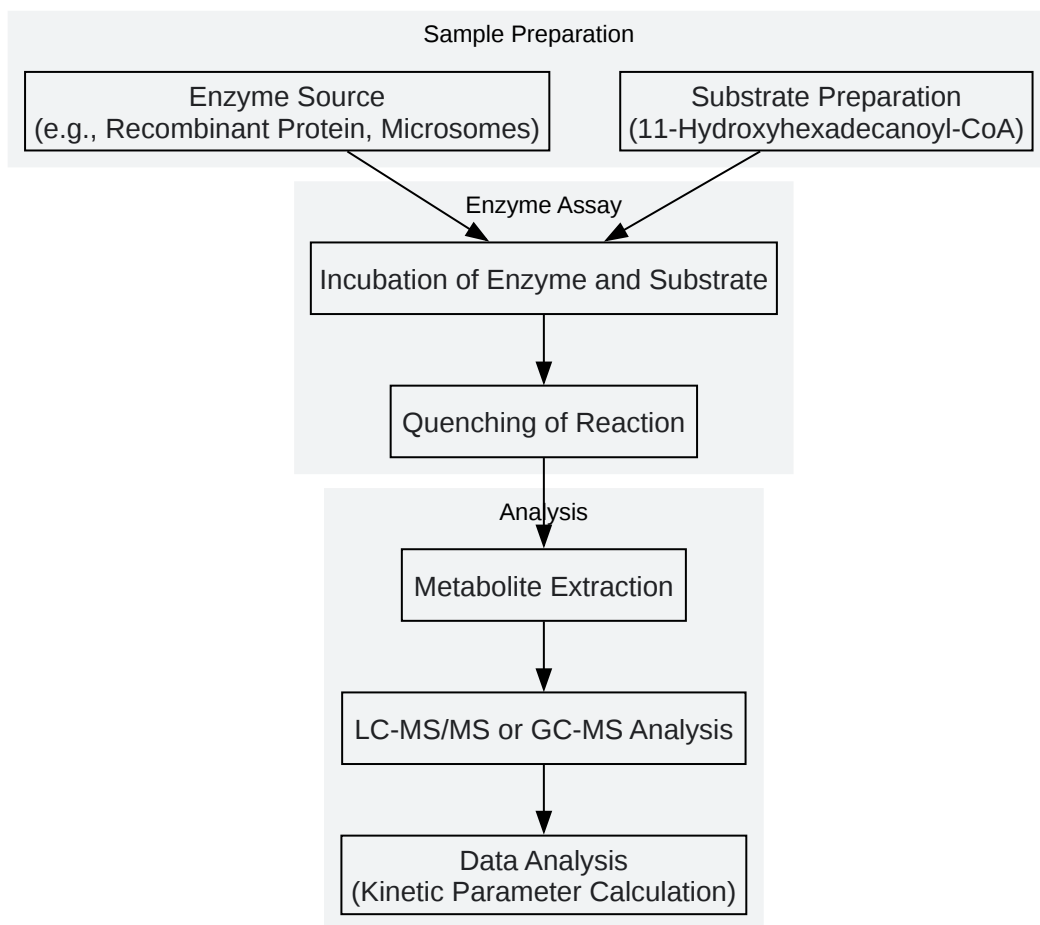 Sample Preparation
Enzyme Source
(e.g., Recombinant Protein, Microsomes)
Substrate Preparation
(11-Hydroxyhexadecanoyl-CoA)
Enzyme Assay
Incubation of Enzyme and Substrate
Quenching of Reaction
Analysis
Metabolite Extraction
LC-MS/MS or GC-MS Analysis
Data Analysis
(Kinetic Parameter Calculation)